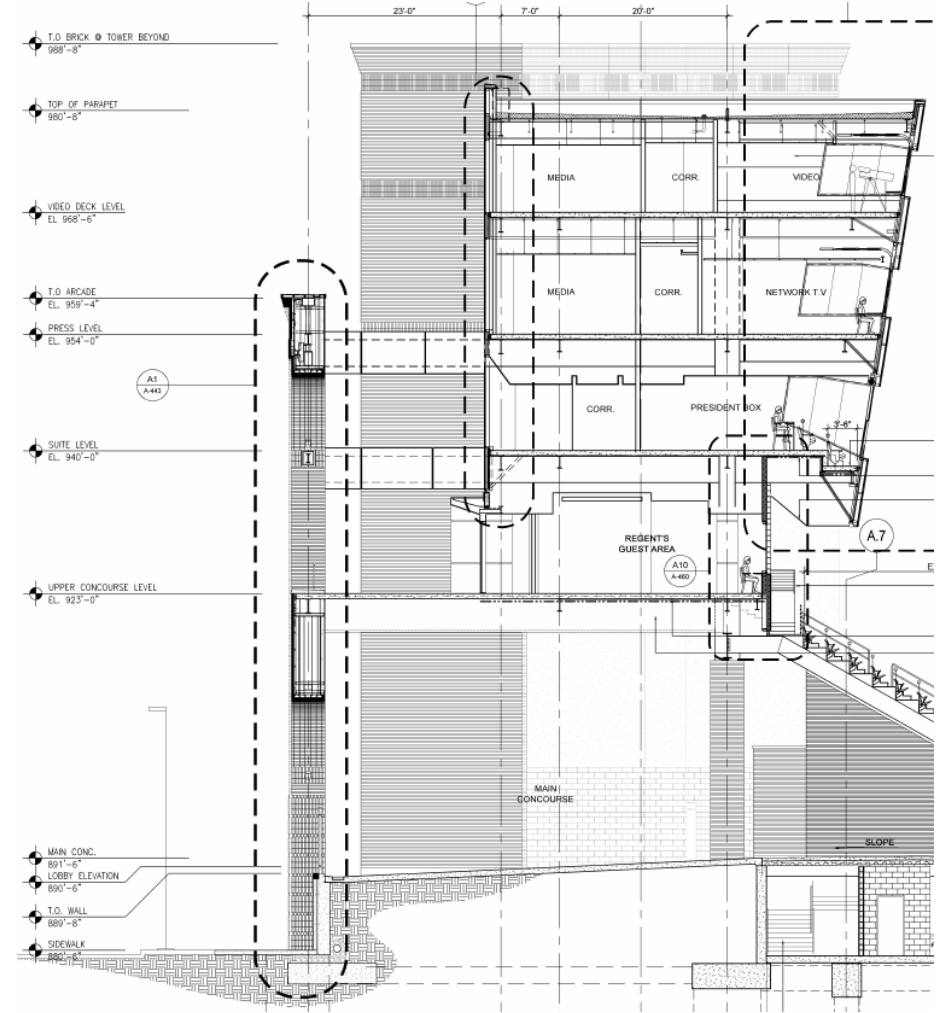 23'-0"
7'-0"
20'-0"
T.O BRICK @ TOWER BEYOND
988'-8"
TOP OF PARAPET
980'-8"
MEDIA
CORR.
VIDEO
VIDEO DECK LEVEL
EL 968'-6"
T.O ARCADE
EL. 959'-4"
MEDIA
CORR.
NETWORK T.V
PRESS LEVEL
EL. 954'-0"
A1
A-443
CORR.
PRESIDENT BOX
3'-6"
SUITE LEVEL
EL. 940'-0"
REGENT'S
GUEST AREA
A.7
A10
A-460
E
UPPER CONCOURSE LEVEL
EL. 923'-0"
MAIN
CONCOURSE
SLOPE
MAIN CONC.
891'-6"
LOBBY ELEVATION
890'-6"
T.O. WALL
889'-8"
SIDEWALK
880'-6"